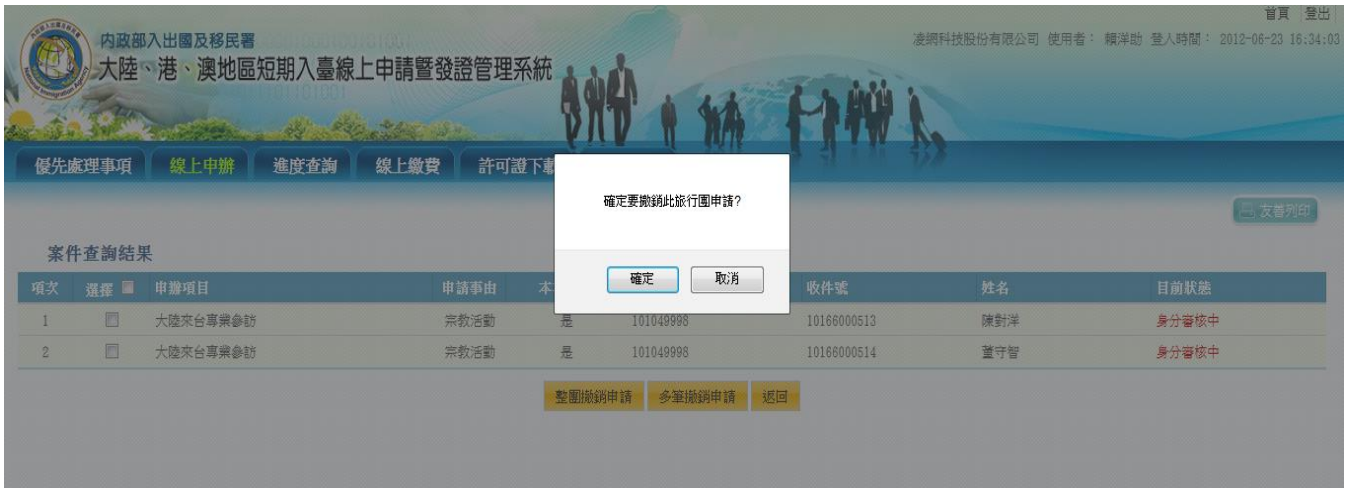 首頁 登出
內政部入出國及移民署
大陸、港、澳地區短期入臺線上申請暨發證管理系統
凌網科技股份有限公司 使用者： 賴洋助 登入時間： 2012-06-23 16:34:03
優先處理事項 線上申辦 進度查詢 線上繳費 許可證下載
確定要撤銷此旅行團申請?
確定 取消
友善列印
案件查詢結果
項次 選擇 申辦項目 申請事由 本 收件號 姓名 目前狀態
1 大陸來台專業參訪 宗教活動 是 101049998 10166000513 陳對洋 身分審核中
2 大陸來台專業參訪 宗教活動 是 101049998 10166000514 董守智 身分審核中
整團撤銷申請 多筆撤銷申請 返回